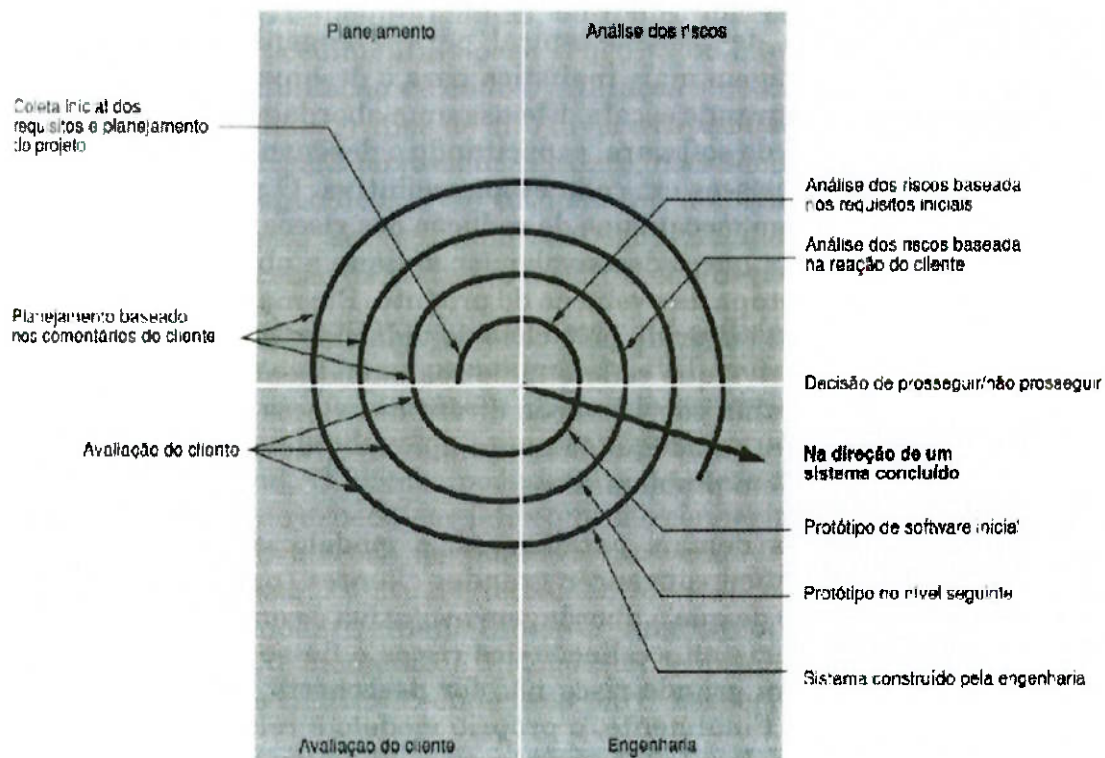 Planejamento
Análise dos riscos
Coleta inicial dos
requisitos e planejamento
do projeto
Análise dos riscos baseada
nos requisitos iniciais
Análise dos riscos baseada
na reação do cliente
Planejamento baseado
nos comentários do cliente
Decisão de prosseguir/não prosseguir
Avaliação do cliente
Na direção de um
sistema concluído
Protótipo de software inicial
Protótipo no nível seguinte
Sistema construído pela engenharia
Avaliação do cliente
Engenharia